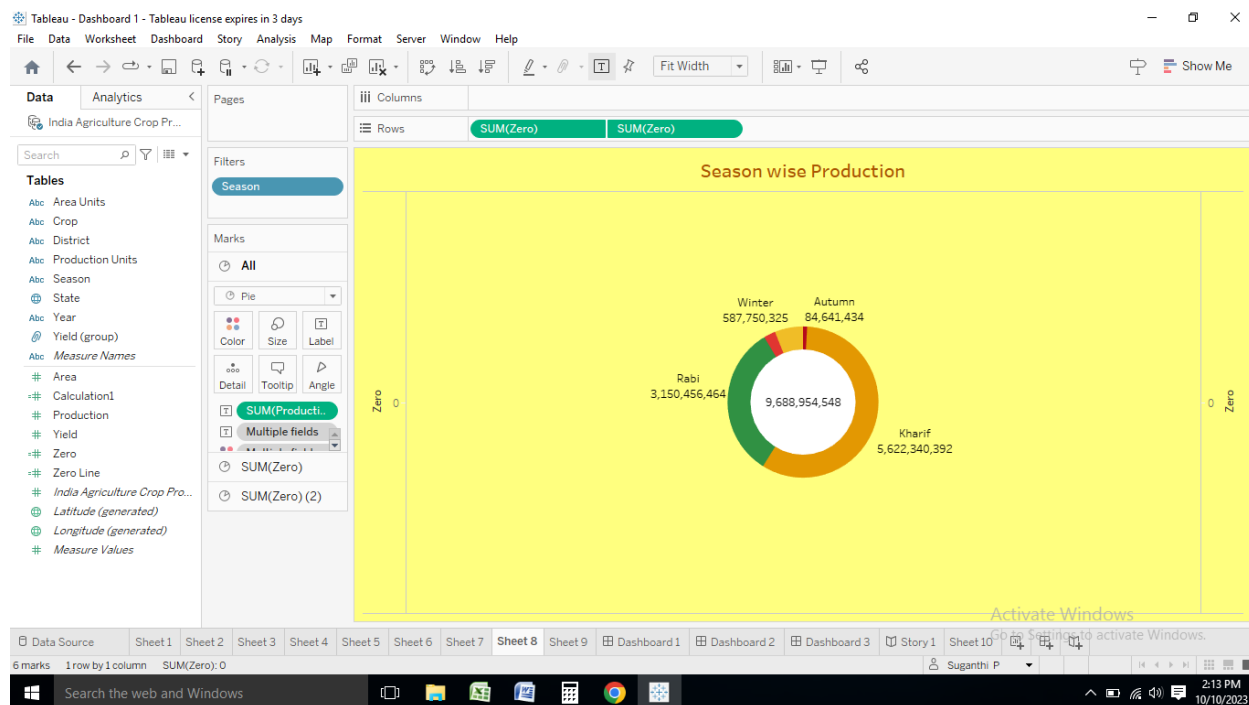 Tableau - Dashboard 1 - Tableau license expires in 3 days
File Data Worksheet Dashboard Story Analysis Map Format Server Window Help
Fit Width
Show Me
Data Analytics
India Agriculture Crop Pr...
Search
Tables
Abc Area Units
Abc Crop
Abc District
Abc Production Units
Abc Season
State
Abc Year
Yield (group)
Abc Measure Names
# Area
=# Calculation1
# Production
# Yield
=# Zero
=# Zero Line
# India Agriculture Crop Pro...
Latitude (generated)
Longitude (generated)
# Measure Values
Pages
Filters
Season
Marks
All
Pie
Color Size Label
Detail Tooltip Angle
SUM(Producti..
Multiple fields
SUM(Zero)
SUM(Zero) (2)
Columns
Rows SUM(Zero) SUM(Zero)
Season wise Production
Winter
587,750,325
Autumn
84,641,434
Rabi
3,150,456,464
9,688,954,548
Kharif
5,622,340,392
Zero 0
0 Zero
Activate Windows
Go to Settings to activate Windows.
Data Source Sheet 1 Sheet 2 Sheet 3 Sheet 4 Sheet 5 Sheet 6 Sheet 7 Sheet 8 Sheet 9 Dashboard 1 Dashboard 2 Dashboard 3 Story 1 Sheet 10
6 marks 1 row by 1 column SUM(Zero): 0
Suganthi P
Search the web and Windows
2:13 PM
10/10/2023